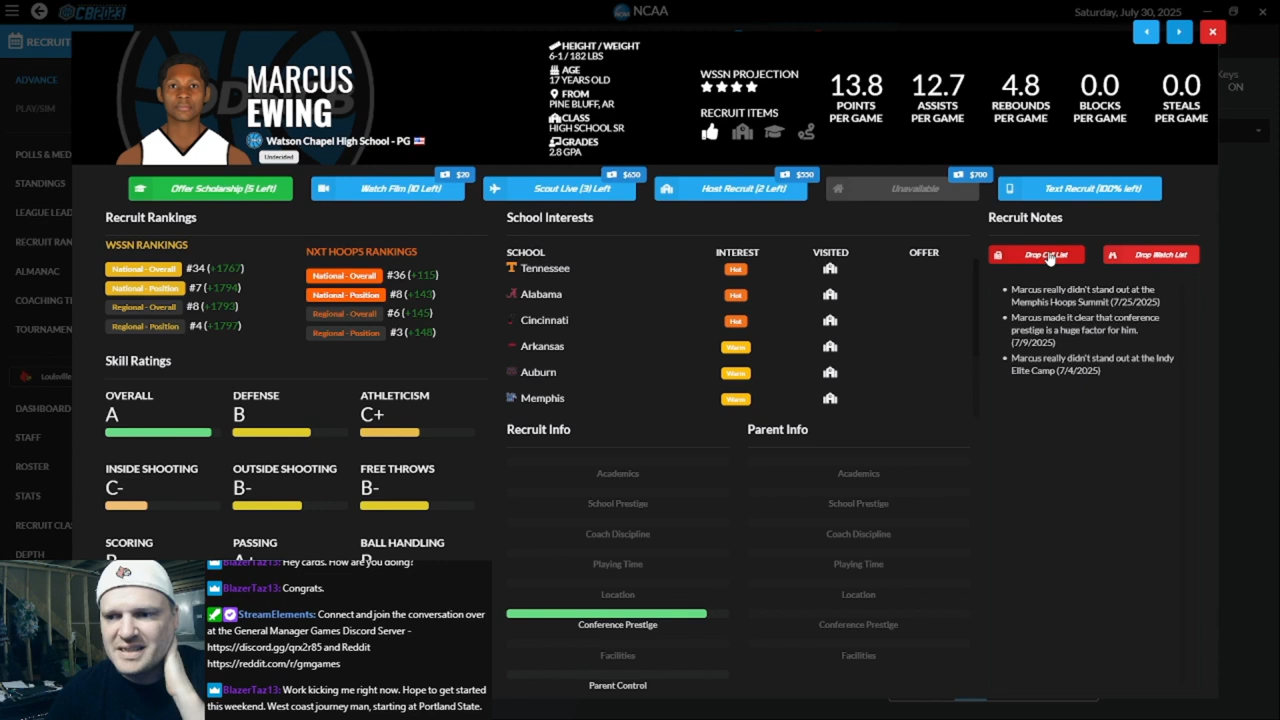 CB2023
NCAA
Saturday, July 30, 2025
RECRUIT
ADVANCE
PLAY/SIM
POLLS & MED
STANDINGS
LEAGUE LEAD
RECRUIT RAN
ALMANAC
COACHING T
TOURNAMEN
Louisville
DASHBOARD
STAFF
ROSTER
STATS
RECRUIT CLA
DEPTH
Keys
ON
MARCUS
EWING
Watson Chapel High School - PG
Undecided
HEIGHT / WEIGHT
6-1 / 182 LBS
AGE
17 YEARS OLD
FROM
PINE BLUFF, AR
CLASS
HIGH SCHOOL SR
GRADES
2.8 GPA
WSSN PROJECTION
RECRUIT ITEMS
13.8
POINTS
PER GAME
12.7
ASSISTS
PER GAME
4.8
REBOUNDS
PER GAME
0.0
BLOCKS
PER GAME
0.0
STEALS
PER GAME
Offer Scholarship (5 Left)
$20
Watch Film (10 Left)
$650
Scout Live (3) Left
$550
Host Recruit (2 Left)
$700
Unavailable
Text Recruit (100% left)
Recruit Rankings
WSSN RANKINGS
National - Overall #34 (+1767)
National - Position #7 (+1794)
Regional - Overall #8 (+1793)
Regional - Position #4 (+1797)
NXT HOOPS RANKINGS
National - Overall #36 (+115)
National - Position #8 (+143)
Regional - Overall #6 (+145)
Regional - Position #3 (+148)
Skill Ratings
OVERALL DEFENSE ATHLETICISM
A B C+
INSIDE SHOOTING OUTSIDE SHOOTING FREE THROWS
C- B- B-
SCORING PASSING BALL HANDLING
School Interests
SCHOOL INTEREST VISITED OFFER
Tennessee Hot
Alabama Hot
Cincinnati Hot
Arkansas Warm
Auburn Warm
Memphis Warm
Recruit Info
Academics
School Prestige
Coach Discipline
Playing Time
Location
Conference Prestige
Facilities
Parent Control
Parent Info
Academics
School Prestige
Coach Discipline
Playing Time
Location
Conference Prestige
Facilities
Recruit Notes
Drop List
Drop Watch List
Marcus really didn't stand out at the
Memphis Hoops Summit (7/25/2025)
Marcus made it clear that conference
prestige is a huge factor for him.
(7/9/2025)
Marcus really didn't stand out at the Indy
Elite Camp (7/4/2025)
BlazerTaz13: Hey cards. How are you doing?
BlazerTaz13: Congrats.
StreamElements: Connect and join the conversation over
at the General Manager Games Discord Server -
https://discord.gg/qrx2r85 and Reddit
https://reddit.com/r/gmgames
BlazerTaz13: Work kicking me right now. Hope to get started
this weekend. West coast journey man, starting at Portland State.